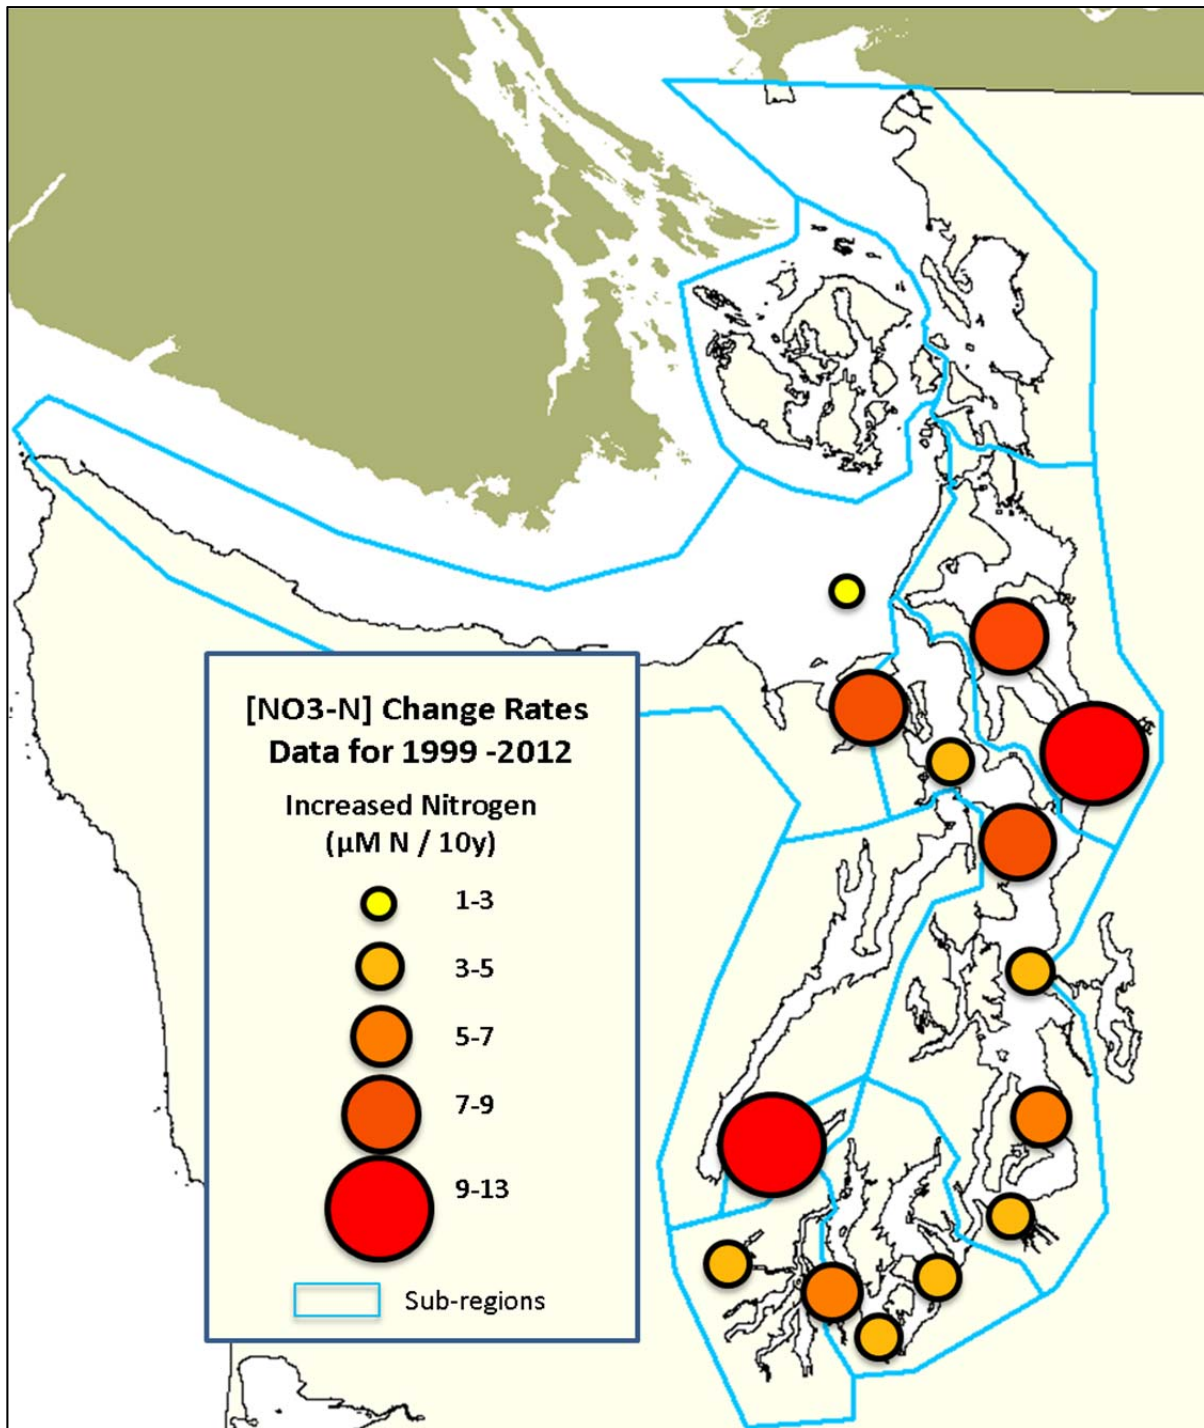 [NO3-N] Change Rates
Data for 1999 -2012
Increased Nitrogen
(µM N / 10y)
1-3
3-5
5-7
7-9
9-13
Sub-regions